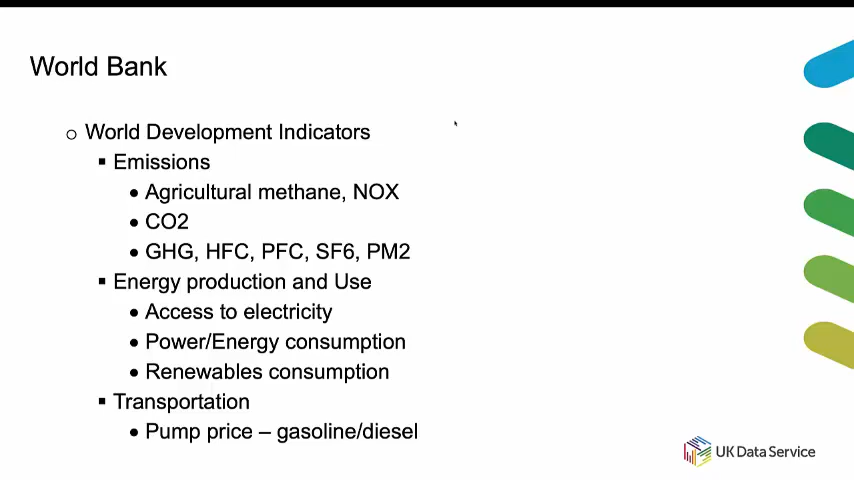 World Bank
o World Development Indicators
▪ Emissions
• Agricultural methane, NOX
• CO2
• GHG, HFC, PFC, SF6, PM2
▪ Energy production and Use
• Access to electricity
• Power/Energy consumption
• Renewables consumption
▪ Transportation
• Pump price – gasoline/diesel
UK Data Service